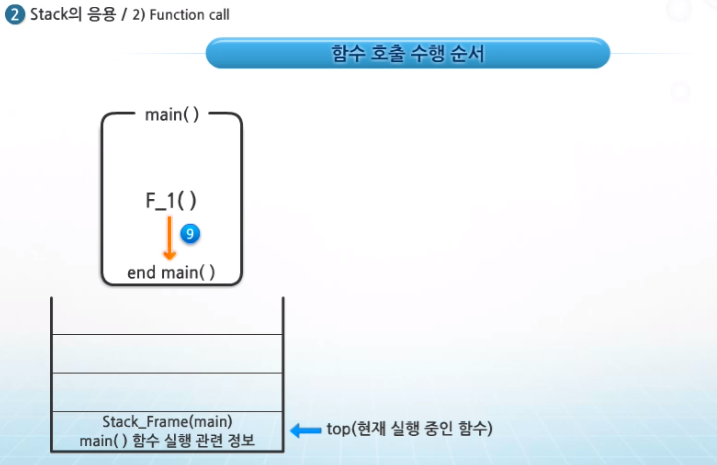 2 Stack의 응용 / 2) Function call
함수 호출 수행 순서
main( )
F_1( )
9
end main( )
Stack_Frame(main)
main( ) 함수 실행 관련 정보
top(현재 실행 중인 함수)